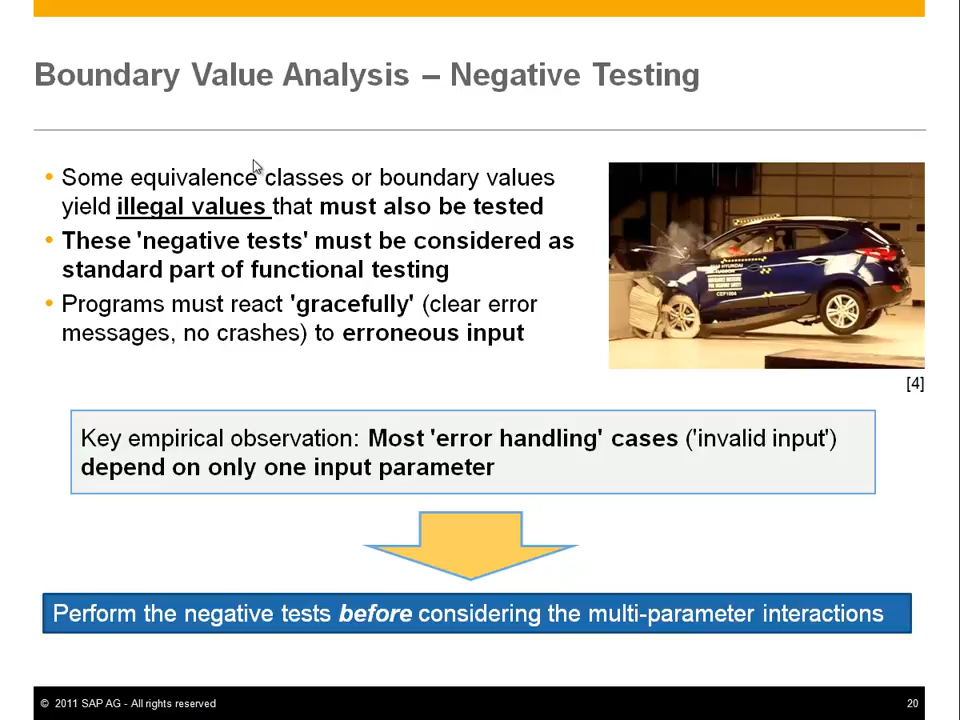 Boundary Value Analysis – Negative Testing
• Some equivalence classes or boundary values
yield illegal values that must also be tested
• These 'negative tests' must be considered as
standard part of functional testing
• Programs must react 'gracefully' (clear error
messages, no crashes) to erroneous input
HYUNDAI
CEF1004
[4]
Key empirical observation: Most 'error handling' cases ('invalid input')
depend on only one input parameter
Perform the negative tests before considering the multi-parameter interactions
© 2011 SAP AG - All rights reserved
20